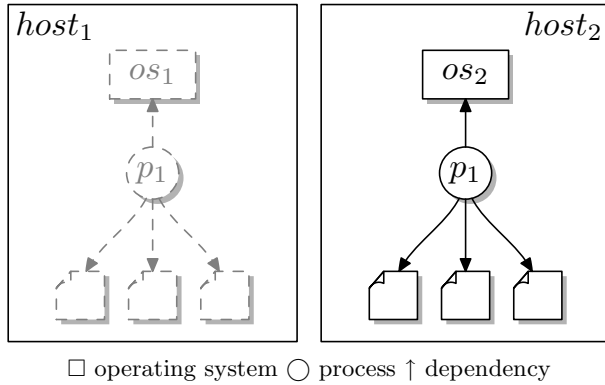 host₁
host₂
os₁
os₂
p₁
p₁
□ operating system ○ process ↑ dependency